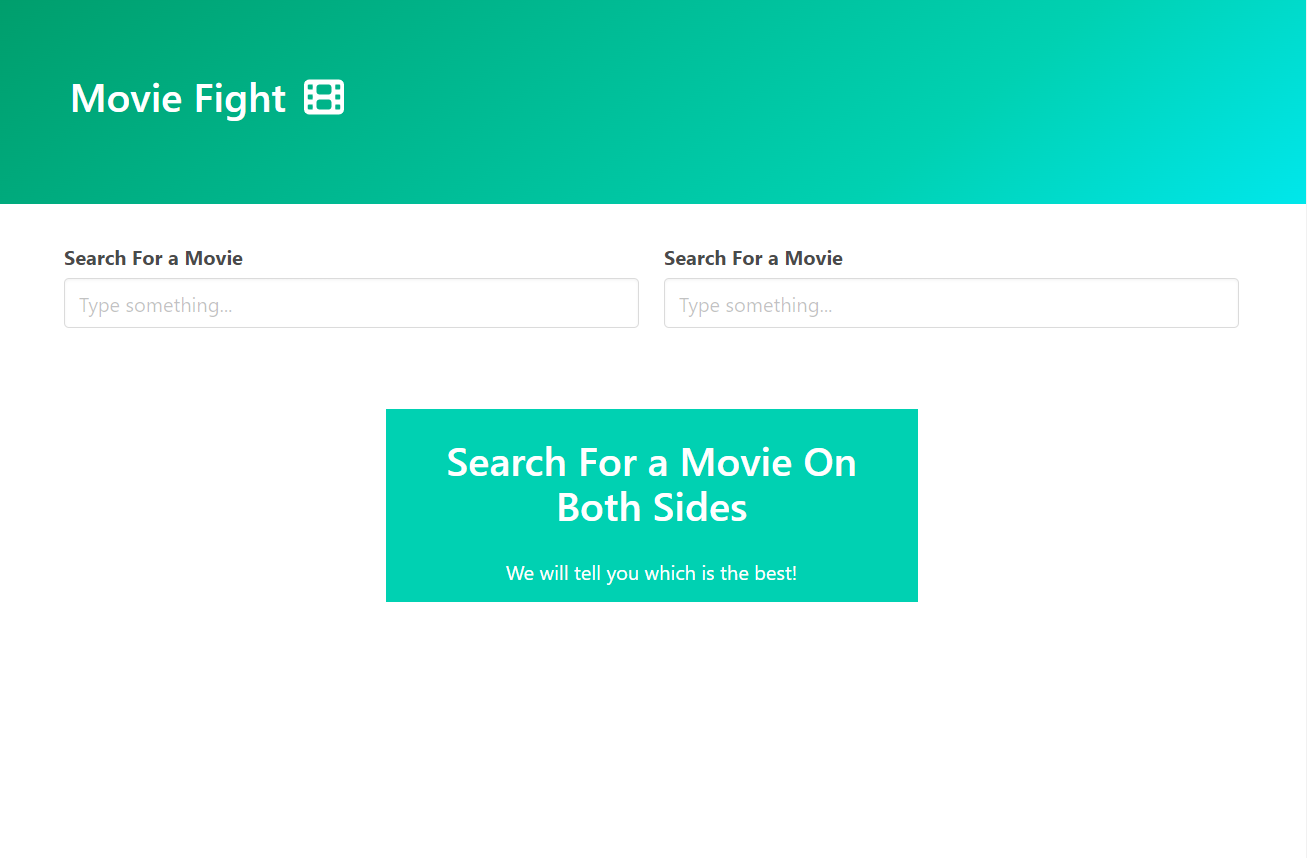 Movie Fight
Search For a Movie
Type something...
Search For a Movie
Type something...
Search For a Movie On
Both Sides
We will tell you which is the best!